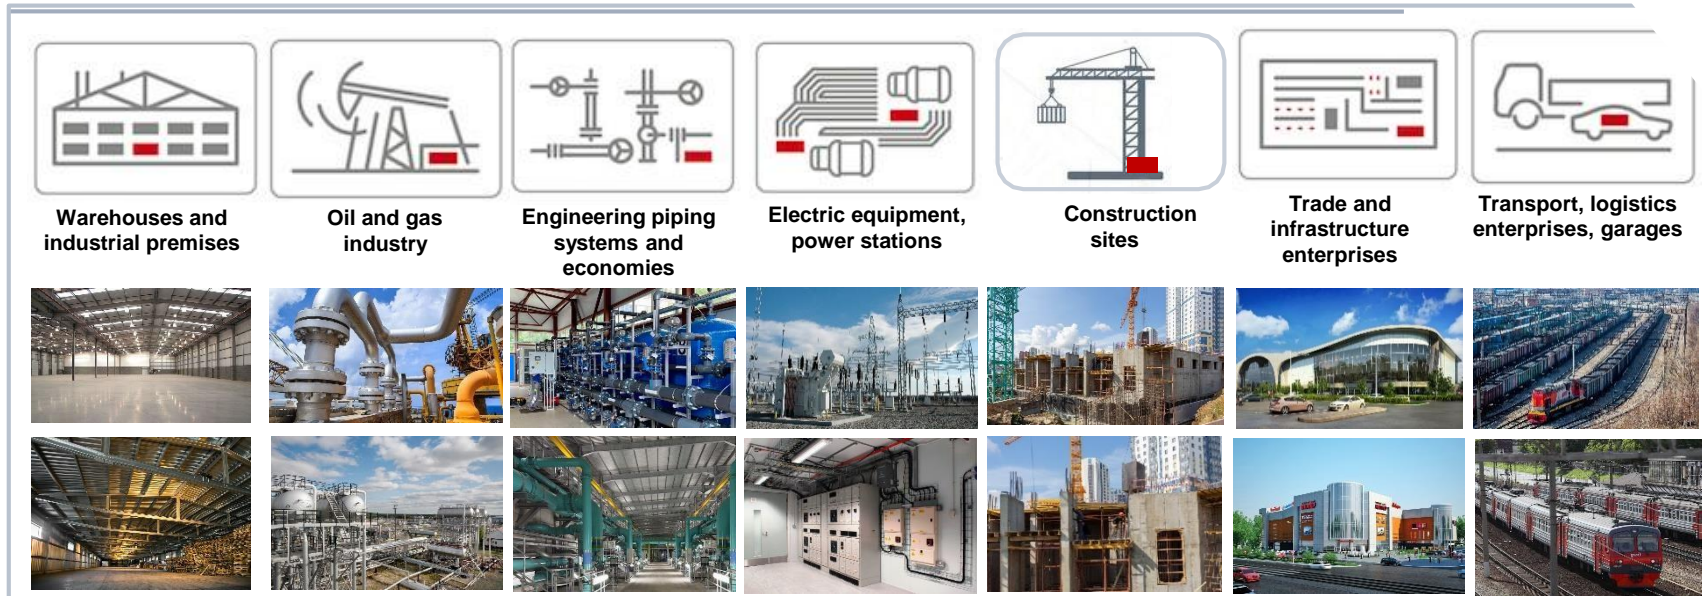 Warehouses and
industrial premises
Oil and gas
industry
Engineering piping
systems and
economies
Electric equipment,
power stations
Construction
sites
Trade and
infrastructure
enterprises
Transport, logistics
enterprises, garages